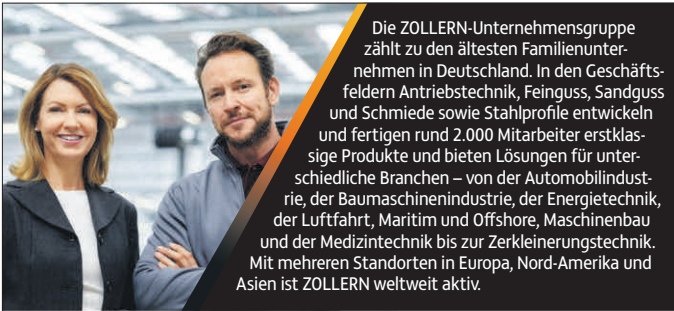 Die ZOLLERN-Unternehmensgruppe
zählt zu den ältesten Familienunter-
nehmen in Deutschland. In den Geschäfts-
feldern Antriebstechnik, Feinguss, Sandguss
und Schmiede sowie Stahlprofile entwickeln
und fertigen rund 2.000 Mitarbeiter erstklas-
sige Produkte und bieten Lösungen für unter-
schiedliche Branchen – von der Automobilindust-
rie, der Baumaschinenindustrie, der Energietechnik,
der Luftfahrt, Maritim und Offshore, Maschinenbau
und der Medizintechnik bis zur Zerkleinerungstechnik.
Mit mehreren Standorten in Europa, Nord-Amerika und
Asien ist ZOLLERN weltweit aktiv.